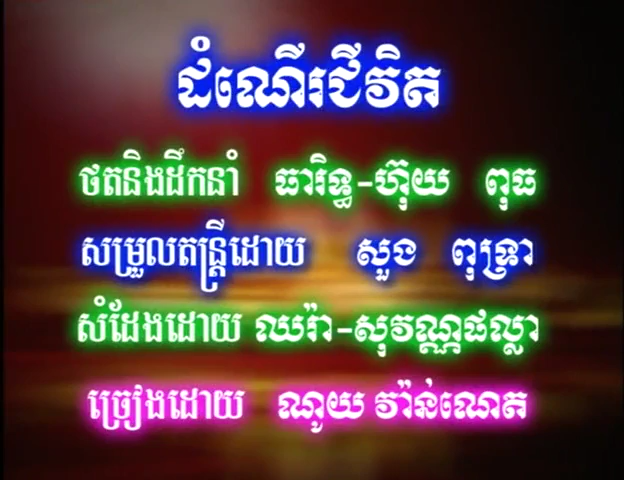 ដំណើរជីវិត
ថតនិងដឹកនាំ ធារិទ្ធ-ហ៊ុយ ពុធ
សម្រួលតន្ត្រីដោយ សួង ពុទ្រា
សំដែងដោយ ឈរ៉ា-សុវណ្ណផល្លា
ច្រៀងដោយ ណូយ វ៉ាន់ណេត